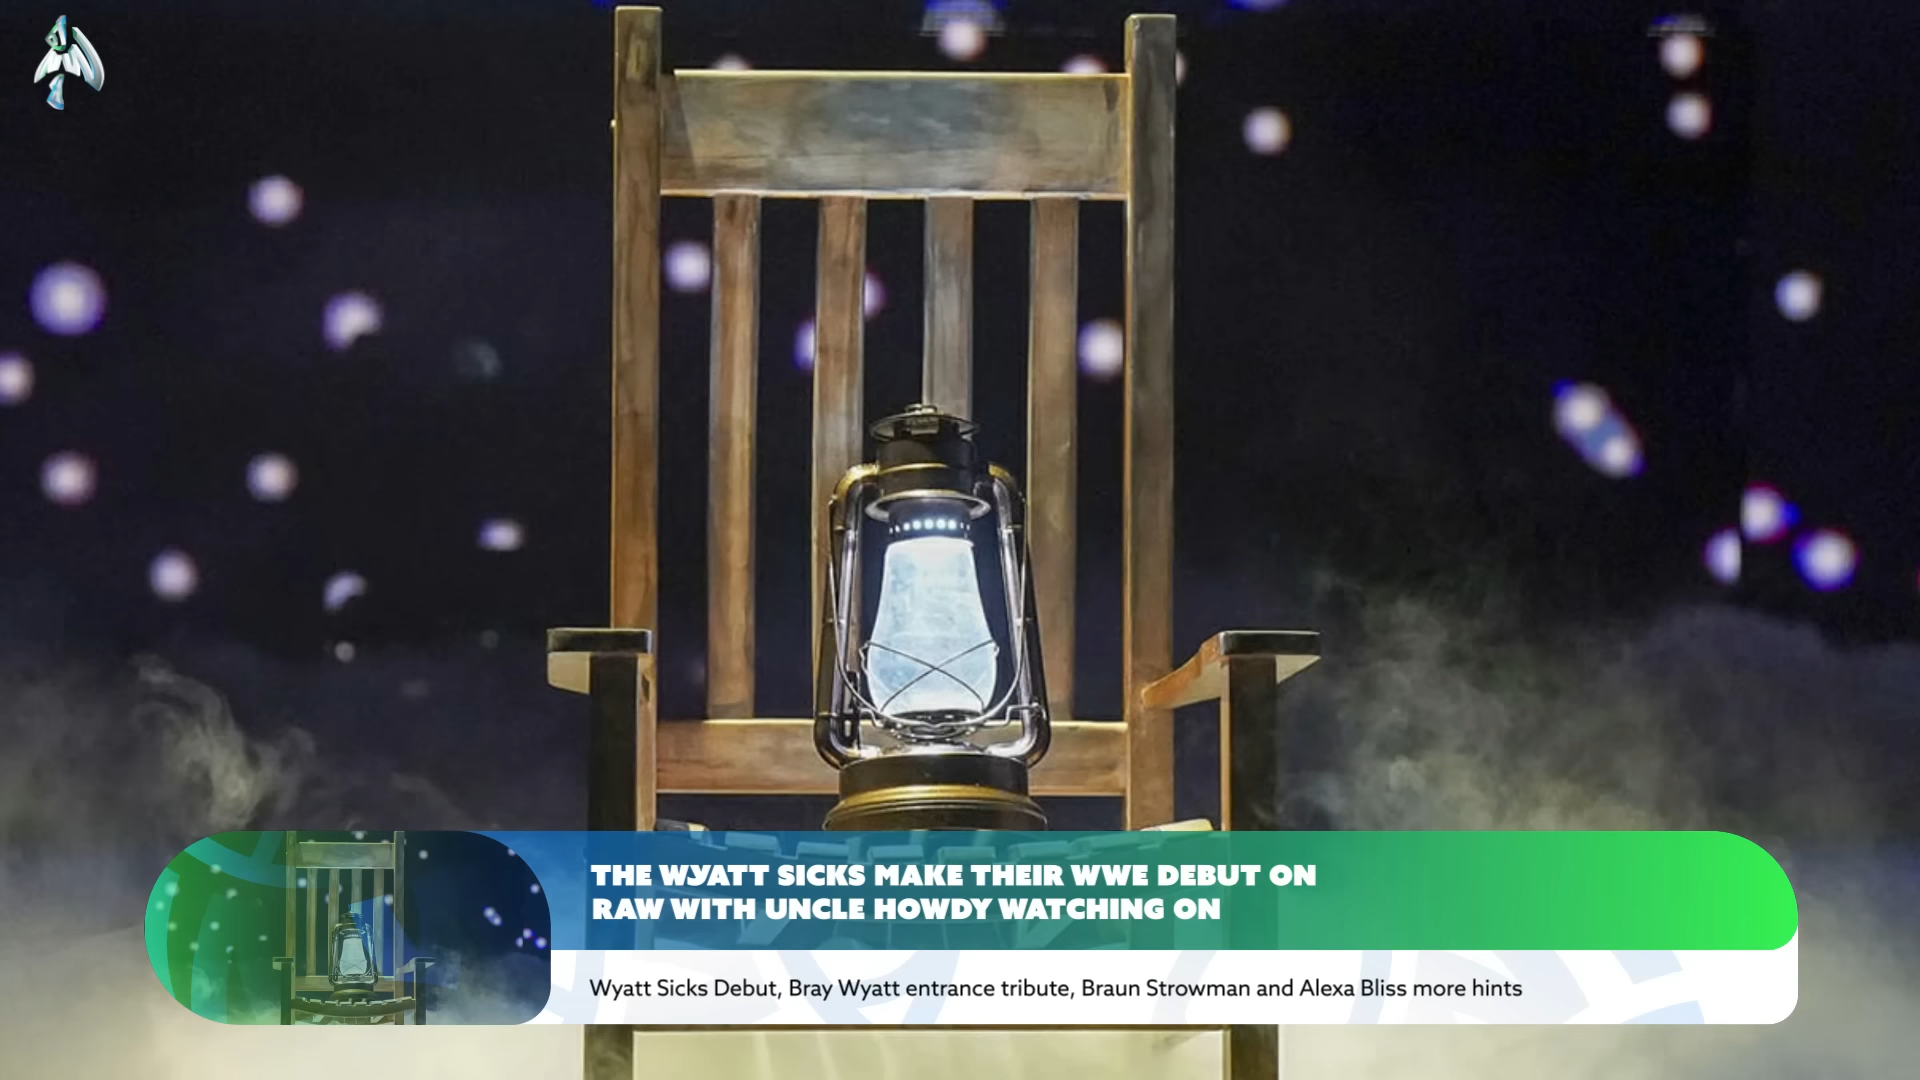 THE WYATT SICKS MAKE THEIR WWE DEBUT ON
RAW WITH UNCLE HOWDY WATCHING ON
Wyatt Sicks Debut, Bray Wyatt entrance tribute, Braun Strowman and Alexa Bliss more hints